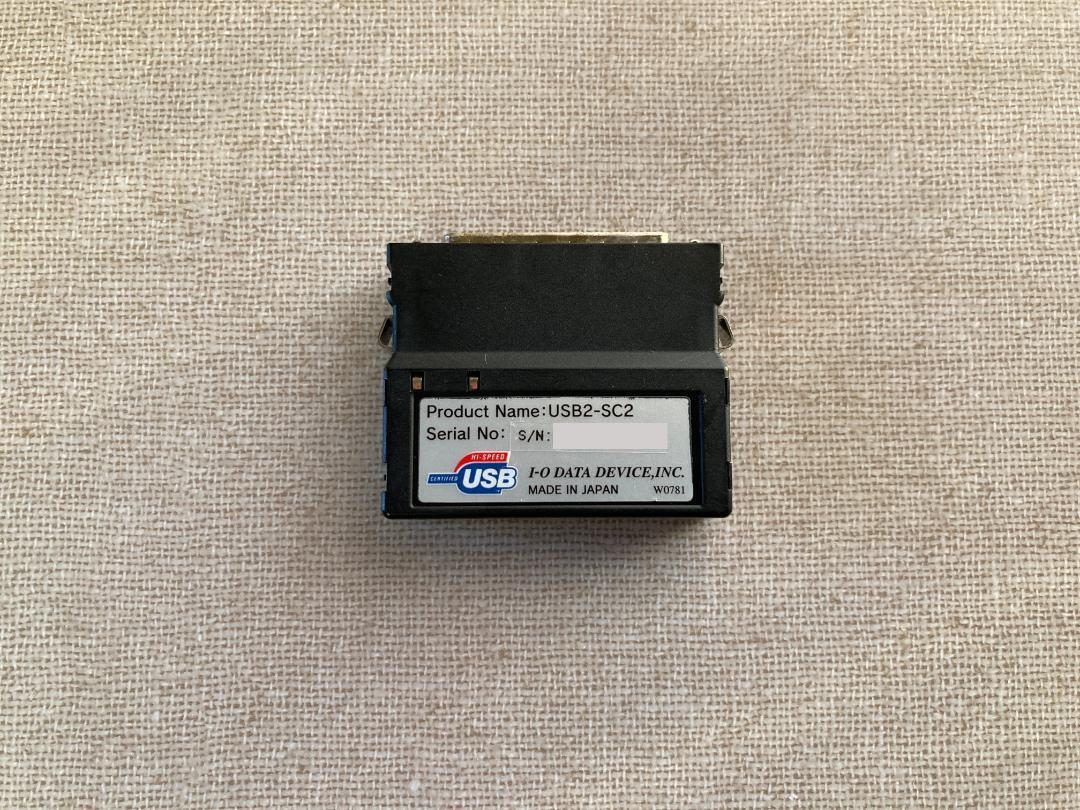 Product Name:USB2-SC2
Serial No: S/N:
HI-SPEED
CERTIFIED USB
I-O DATA DEVICE,INC.
MADE IN JAPAN W0781